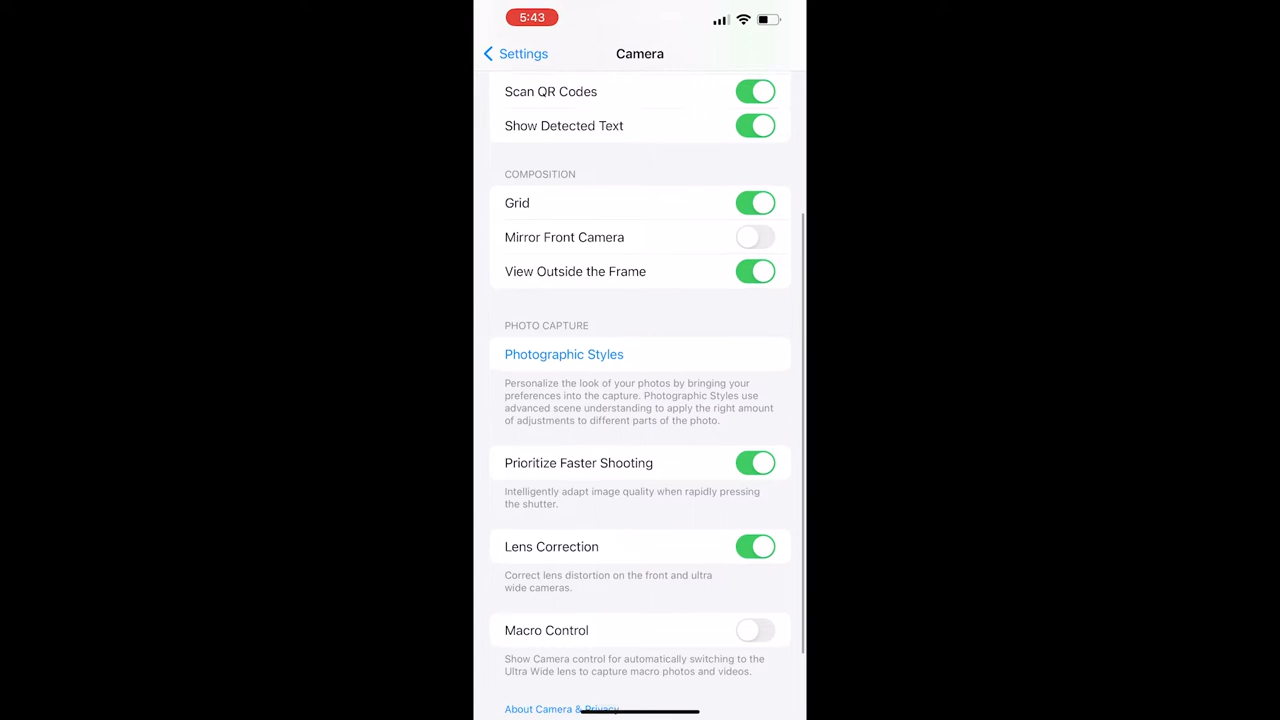 5:43
Settings
Camera
Scan QR Codes
Show Detected Text
COMPOSITION
Grid
Mirror Front Camera
View Outside the Frame
PHOTO CAPTURE
Photographic Styles
Personalize the look of your photos by bringing your
preferences into the capture. Photographic Styles use
advanced scene understanding to apply the right amount
of adjustments to different parts of the photo.
Prioritize Faster Shooting
Intelligently adapt image quality when rapidly pressing
the shutter.
Lens Correction
Correct lens distortion on the front and ultra
wide cameras.
Macro Control
Show Camera control for automatically switching to the
Ultra Wide lens to capture macro photos and videos.
About Camera & Privacy...